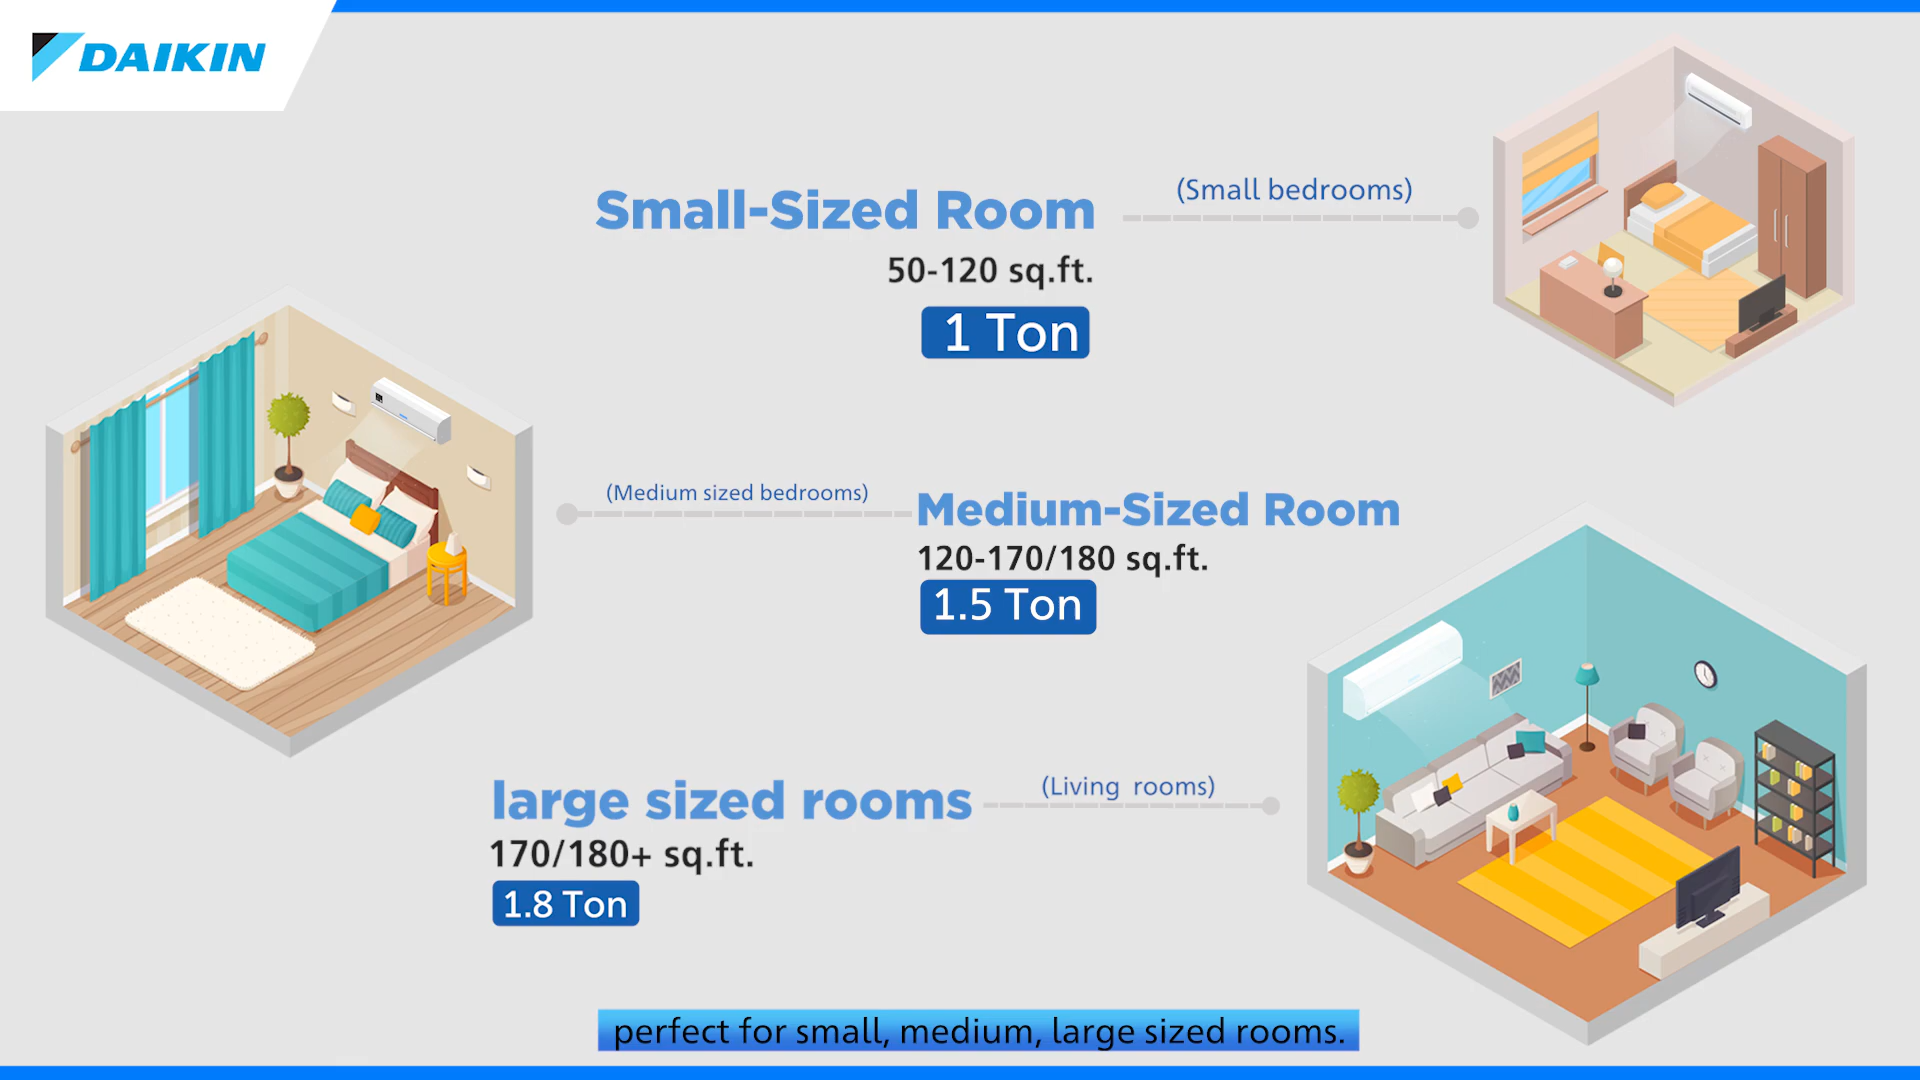 DAIKIN
Small-Sized Room
(Small bedrooms)
50-120 sq.ft.
1 Ton
(Medium sized bedrooms)
Medium-Sized Room
120-170/180 sq.ft.
1.5 Ton
large sized rooms
(Living rooms)
170/180+ sq.ft.
1.8 Ton
perfect for small, medium, large sized rooms.